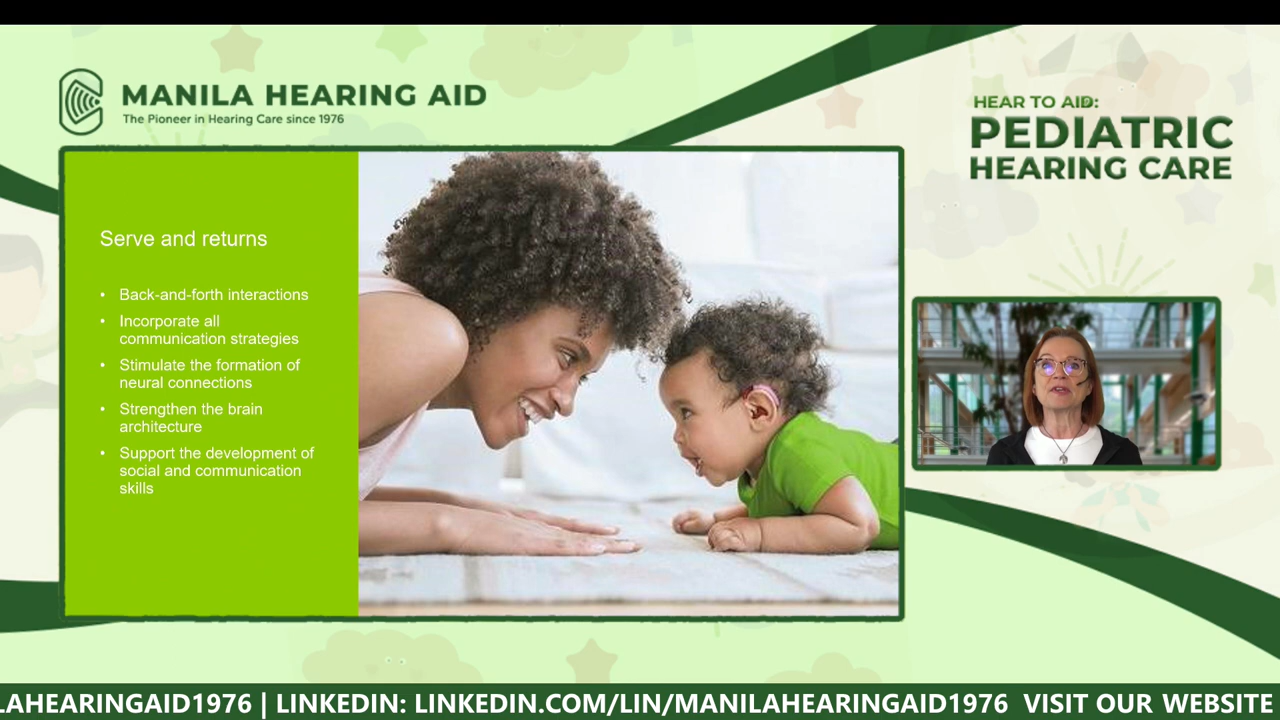 MANILA HEARING AID
The Pioneer in Hearing Care since 1976
HEAR TO AID:
PEDIATRIC
HEARING CARE
Serve and returns
• Back-and-forth interactions
• Incorporate all
communication strategies
• Stimulate the formation of
neural connections
• Strengthen the brain
architecture
• Support the development of
social and communication
skills
LAHEARINGAID1976 | LINKEDIN: LINKEDIN.COM/LIN/MANILAHEARINGAID1976 VISIT OUR WEBSITE